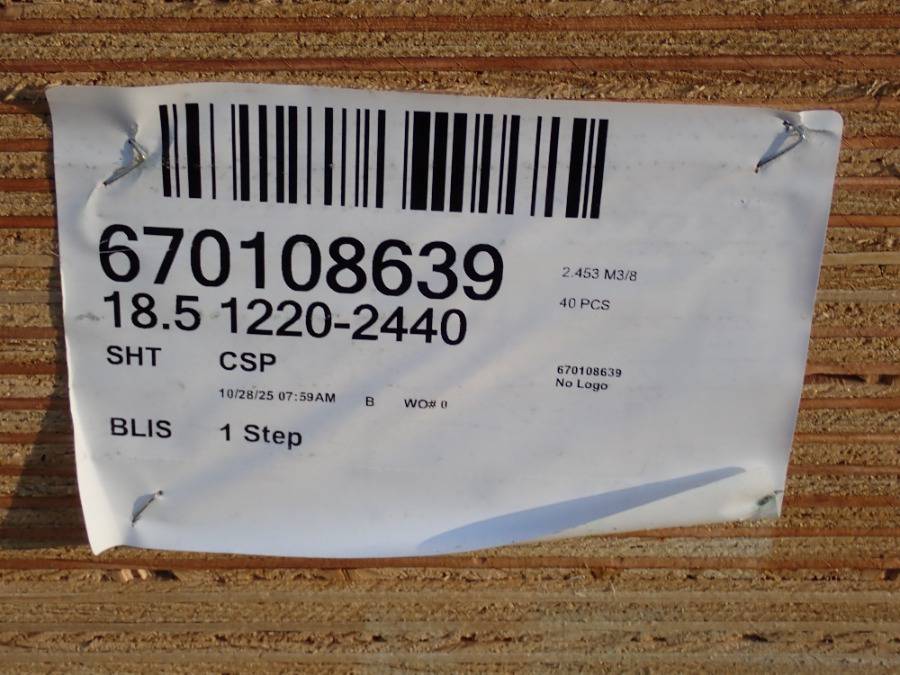 670108639
18.5 1220-2440
2.453 M3/8
40 PCS
SHT CSP
670108639
No Logo
10/28/25 07:59AM B WO# 0
BLIS 1 Step